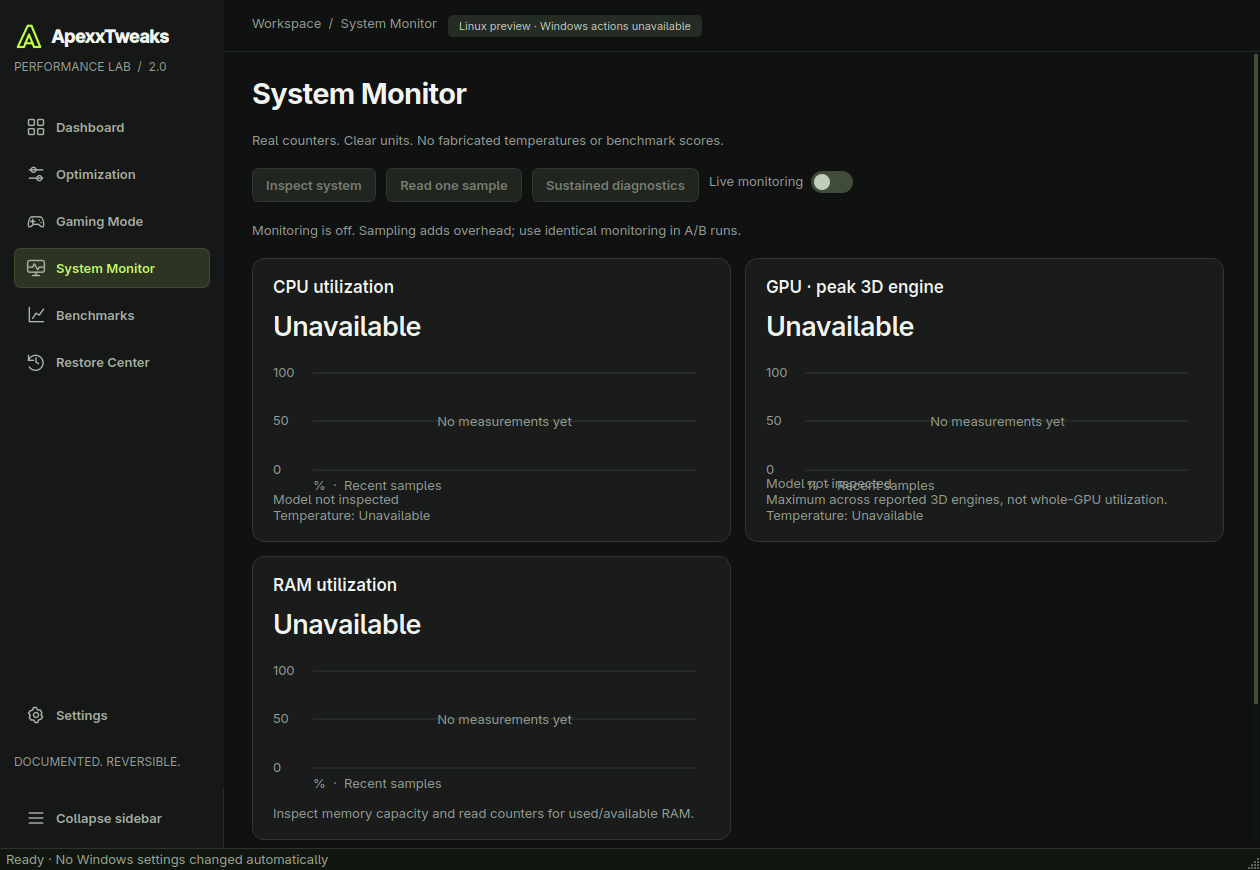 ApexxTweaks
PERFORMANCE LAB / 2.0
Dashboard
Optimization
Gaming Mode
System Monitor
Benchmarks
Restore Center
Settings
DOCUMENTED. REVERSIBLE.
Collapse sidebar
Workspace / System Monitor
Linux preview · Windows actions unavailable
System Monitor
Real counters. Clear units. No fabricated temperatures or benchmark scores.
Inspect system
Read one sample
Sustained diagnostics
Live monitoring
Monitoring is off. Sampling adds overhead; use identical monitoring in A/B runs.
CPU utilization
Unavailable
100
50
No measurements yet
0
% · Recent samples
Model not inspected
Temperature: Unavailable
GPU · peak 3D engine
Unavailable
100
50
No measurements yet
0
% · Recent samples
Model not inspected
Maximum across reported 3D engines, not whole-GPU utilization.
Temperature: Unavailable
RAM utilization
Unavailable
100
50
No measurements yet
0
% · Recent samples
Inspect memory capacity and read counters for used/available RAM.
Ready · No Windows settings changed automatically